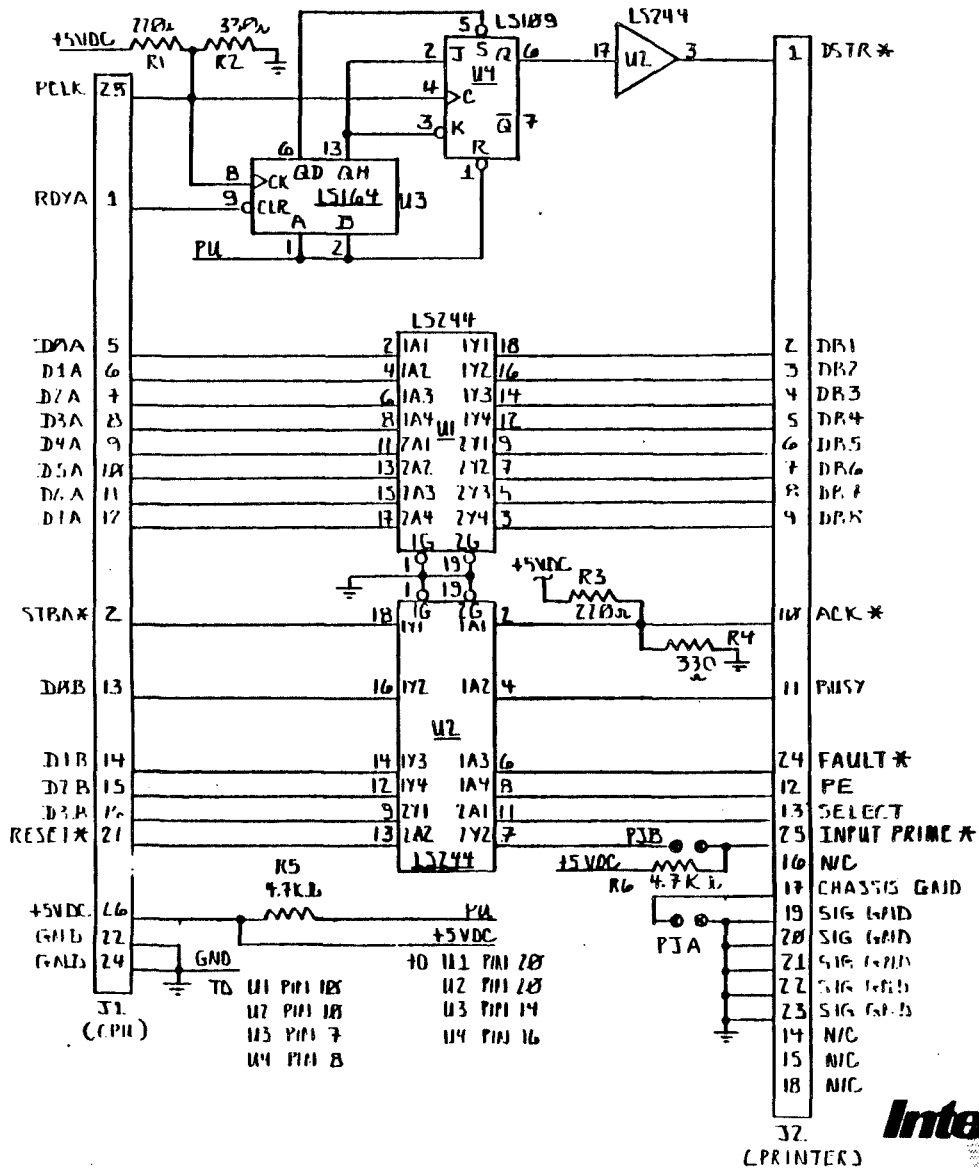 220Ω 330Ω
+5VDC R1 R2
PCLK 25
RDYA 1
5 LS109
2 J S Q 6
U4
4 C
3 K Q̅ 7
R
1
LS244
17 U2 3
1 DSTR*
6 13
QD QH
8 CK LS164 U3
9 CLR
A B
PU 1 2
LS244
D0A 5 2 1A1 1Y1 18 2 DB1
D1A 6 4 1A2 1Y2 16 3 DB2
D2A 7 6 1A3 1Y3 14 4 DB3
D3A 8 8 1A4 1Y4 12 5 DB4
U1
D4A 9 11 2A1 2Y1 9 6 DB5
D5A 10 13 2A2 2Y2 7 7 DB6
D6A 11 15 2A3 2Y3 5 8 DB7
D7A 12 17 2A4 2Y4 3 9 DB8
1G 2G
1 19
+5VDC R3
220Ω
1 19
1G 2G
STBA* 2 18 1Y1 1A1 2 10 ACK*
R4
330
Ω
D0B 13 16 1Y2 1A2 4 11 BUSY
U2
D1B 14 14 1Y3 1A3 6 24 FAULT*
D2B 15 12 1Y4 1A4 8 12 PE
D3B 16 9 2Y1 2A1 11 13 SELECT
RESET* 21 13 2A2 2Y2 7 PJB 25 INPUT PRIME*
LS244
+5VDC R6 4.7K Ω
16 N/C
17 CHASSIS GND
R5
4.7K Ω
+5VDC 26 PU
+5VDC
PJA
19 SIG GND
20 SIG GND
21 SIG GND
22 SIG GND
23 SIG GND
14 N/C
15 N/C
18 N/C
GND 22
GND 24 GND
TO U1 PIN 10
U2 PIN 10
U3 PIN 7
U4 PIN 8
TO U1 PIN 20
U2 PIN 20
U3 PIN 14
U4 PIN 16
J1
(CPU)
J2
(PRINTER)